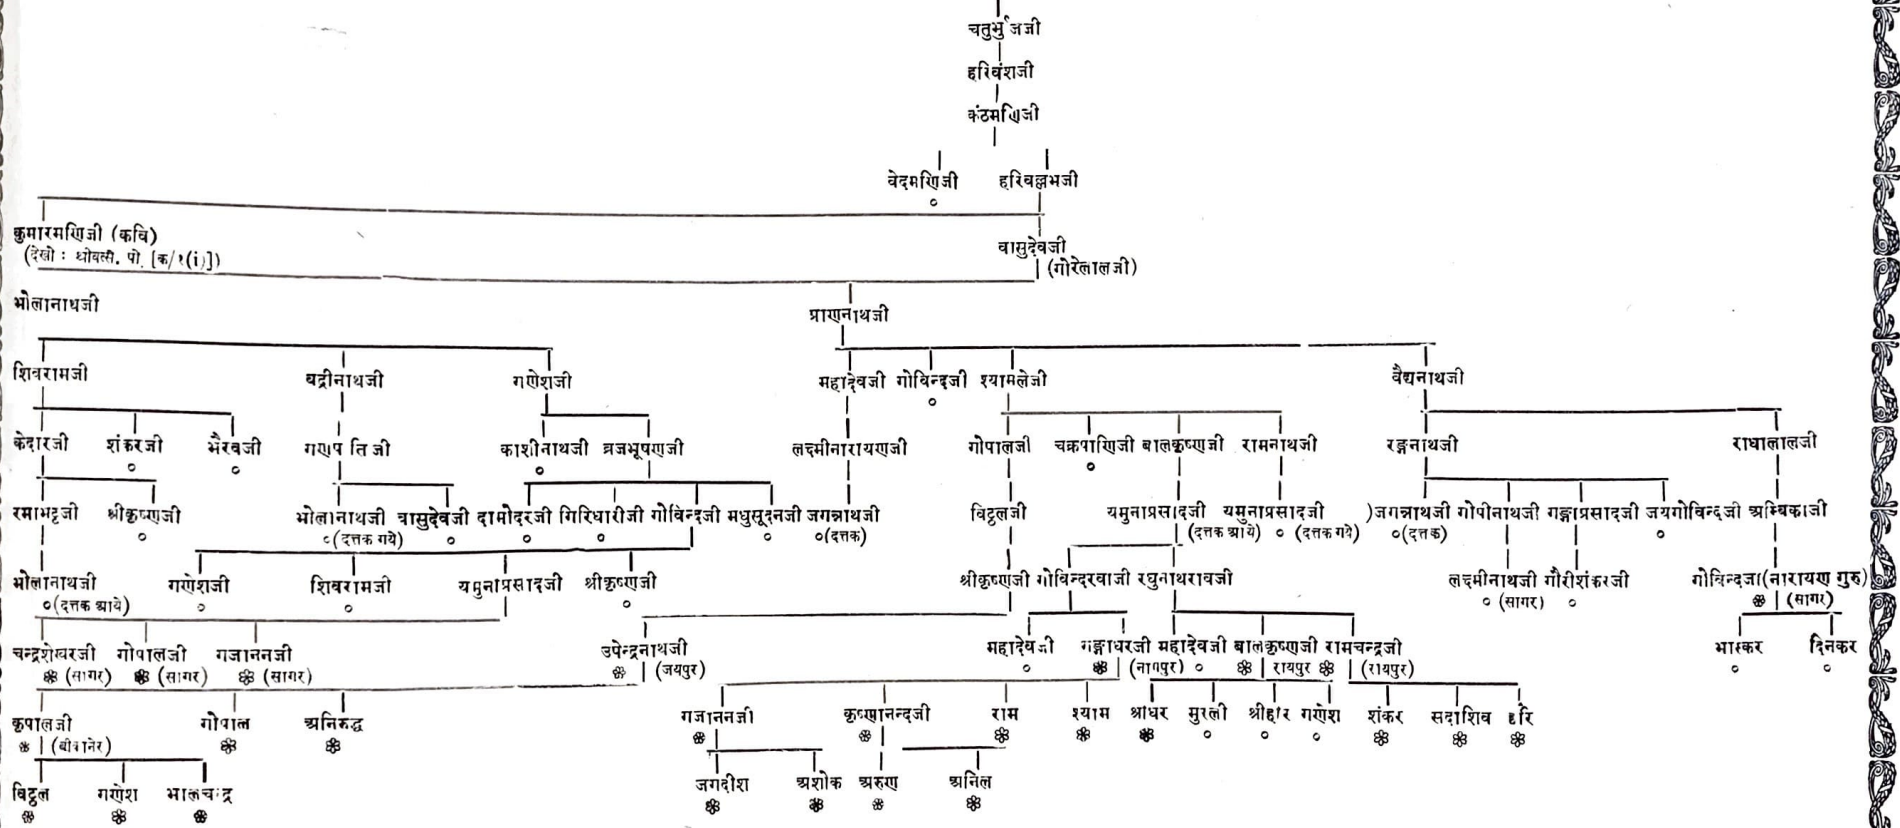 चतुर्भुजजी
हरिवंशजी
कंठमणिजी
वेदमणिजी हरिवल्लभजी
कुमारमणिजी (कवि) वासुदेवजी
(देखो : श्रोवत्सी. पो. [क/१(i)]) (गोरेलालजी)
भोलानाथजी प्राणनाथजी
शिवरामजी बद्रीनाथजी गणेशजी महादेवजी गोविन्दजी श्यामलेजी वैद्यनाथजी
केदारजी शंकरजी भैरवजी गणपतिजी काशीनाथजी ब्रजभूषणजी लक्ष्मीनारायणजी गोपालजी चक्रपाणिजी बालकृष्णजी रामनाथजी रङ्गनाथजी राधालालजी
रमाभट्टजी श्रीकृष्णजी भोलानाथजी वासुदेवजी दामोदरजी गिरिधारीजी गोविन्दजी मधुसूदनजी जगन्नाथजी विट्ठलजी यमुनाप्रसादजी यमुनाप्रसादजी )जगन्नाथजी गोपीनाथजी गङ्गाप्रसादजी जयगोविन्दजी अम्बिकाजी
(दत्तक गये) (दत्तक) (दत्तक आये) (दत्तक गये) (दत्तक)
भोलानाथजी गणेशजी शिवरामजी यमुनाप्रसादजी श्रीकृष्णजी श्रीकृष्णजी गोविन्दरवाजी रघुनाथरावजी लक्ष्मीनाथजी गौरीशंकरजी गोविन्दजी (नारायण गुरु)
(दत्तक आये) (सागर) (सागर)
चन्द्रशेखरजी गोपालजी गजाननजी उपेन्द्रनाथजी महादेवजी गङ्गाधरजी महादेवजी बालकृष्णजी रामचन्द्रजी भास्कर दिनकर
(सागर) (सागर) (सागर) (जयपुर) (नागपुर) रायपुर (रायपुर)
कृपालजी गोपाल अनिरुद्ध गजाननजी कृष्णानन्दजी राम श्याम श्रीधर मुरली श्रीहरि गणेश शंकर सदाशिव हरि
(बीकानेर)
विट्ठल गणेश भालचन्द्र जगदीश अशोक अरुण अनिल